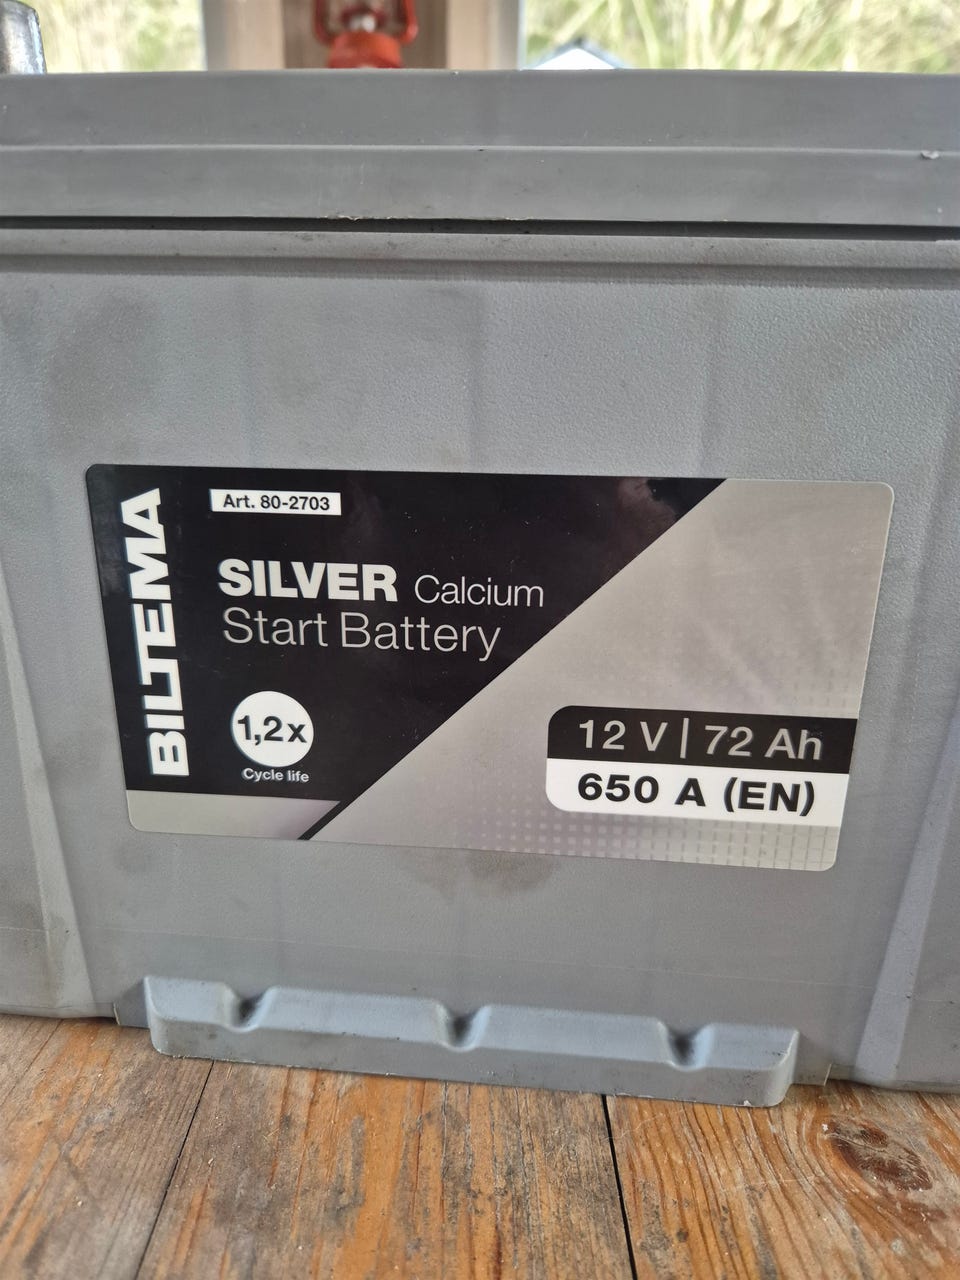 BILTEMA
Art. 80-2703
SILVER Calcium
Start Battery
1,2x
Cycle life
12 V | 72 Ah
650 A (EN)